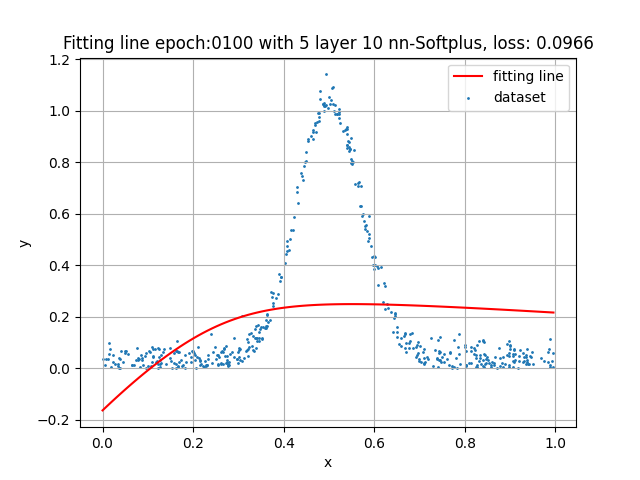 Fitting line epoch:0100 with 5 layer 10 nn-Softplus, loss: 0.0966
fitting line
dataset
1.2
1.0
0.8
0.6
0.4
0.2
0.0
−0.2
y
0.0 0.2 0.4 0.6 0.8 1.0
x